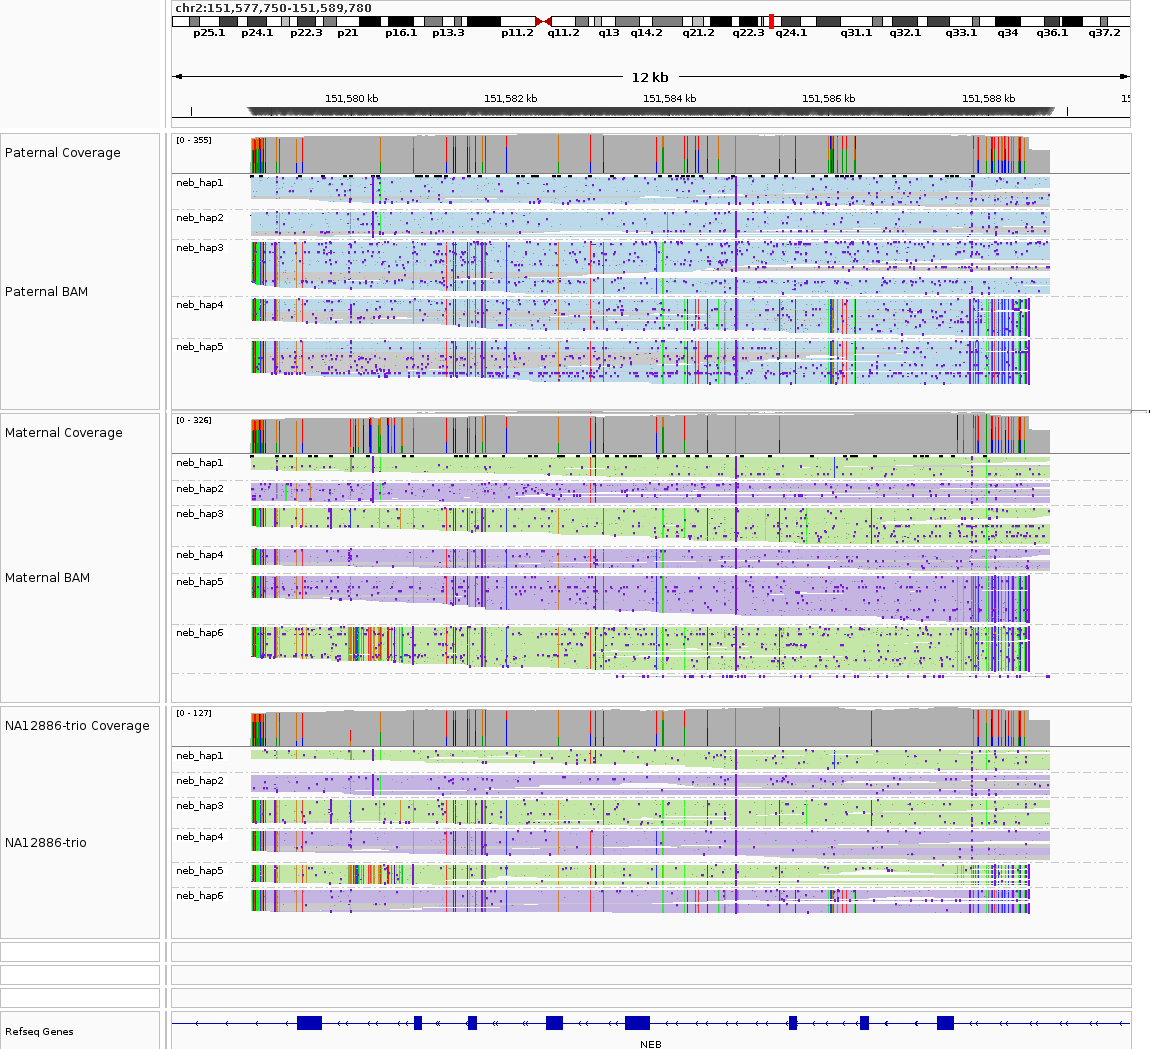 chr2:151,577,750-151,589,780
p25.1 p24.1 p22.3 p21 p16.1 p13.3 p11.2 q11.2 q13 q14.2 q21.2 q22.3 q24.1 q31.1 q32.1 q33.1 q34 q36.1 q37.2
12 kb
151,580 kb 151,582 kb 151,584 kb 151,586 kb 151,588 kb 15
Paternal Coverage
[0 - 355]
Paternal BAM
neb_hap1
neb_hap2
neb_hap3
neb_hap4
neb_hap5
Maternal Coverage
[0 - 326]
Maternal BAM
neb_hap1
neb_hap2
neb_hap3
neb_hap4
neb_hap5
neb_hap6
NA12886-trio Coverage
[0 - 127]
NA12886-trio
neb_hap1
neb_hap2
neb_hap3
neb_hap4
neb_hap5
neb_hap6
Refseq Genes
NEB